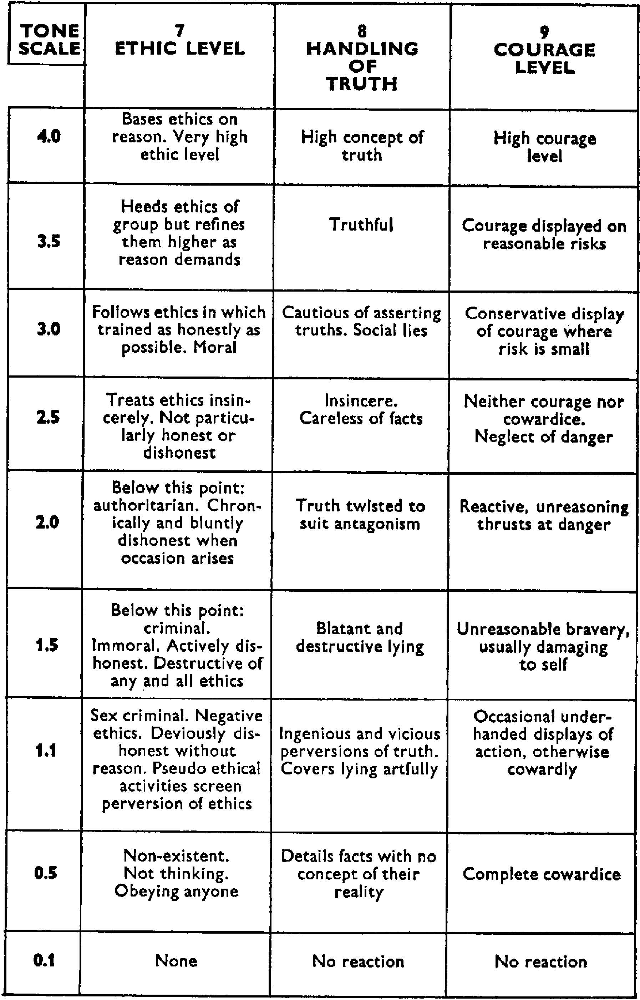 TONE
SCALE
7
ETHIC LEVEL
8
HANDLING
OF
TRUTH
9
COURAGE
LEVEL
4.0
Bases ethics on
reason. Very high
ethic level
High concept of
truth
High courage
level
3.5
Heeds ethics of
group but refines
them higher as
reason demands
Truthful
Courage displayed on
reasonable risks
3.0
Follows ethics in which
trained as honestly as
possible. Moral
Cautious of asserting
truths. Social lies
Conservative display
of courage where
risk is small
2.5
Treats ethics insin-
cerely. Not particu-
larly honest or
dishonest
Insincere.
Careless of facts
Neither courage nor
cowardice.
Neglect of danger
2.0
Below this point:
authoritarian. Chron-
ically and bluntly
dishonest when
occasion arises
Truth twisted to
suit antagonism
Reactive, unreasoning
thrusts at danger
1.5
Below this point:
criminal.
Immoral. Actively dis-
honest. Destructive of
any and all ethics
Blatant and
destructive lying
Unreasonable bravery,
usually damaging
to self
1.1
Sex criminal. Negative
ethics. Deviously dis-
honest without
reason. Pseudo ethical
activities screen
perversion of ethics
Ingenious and vicious
perversions of truth.
Covers lying artfully
Occasional under-
handed displays of
action, otherwise
cowardly
0.5
Non-existent.
Not thinking.
Obeying anyone
Details facts with no
concept of their
reality
Complete cowardice
0.1
None
No reaction
No reaction